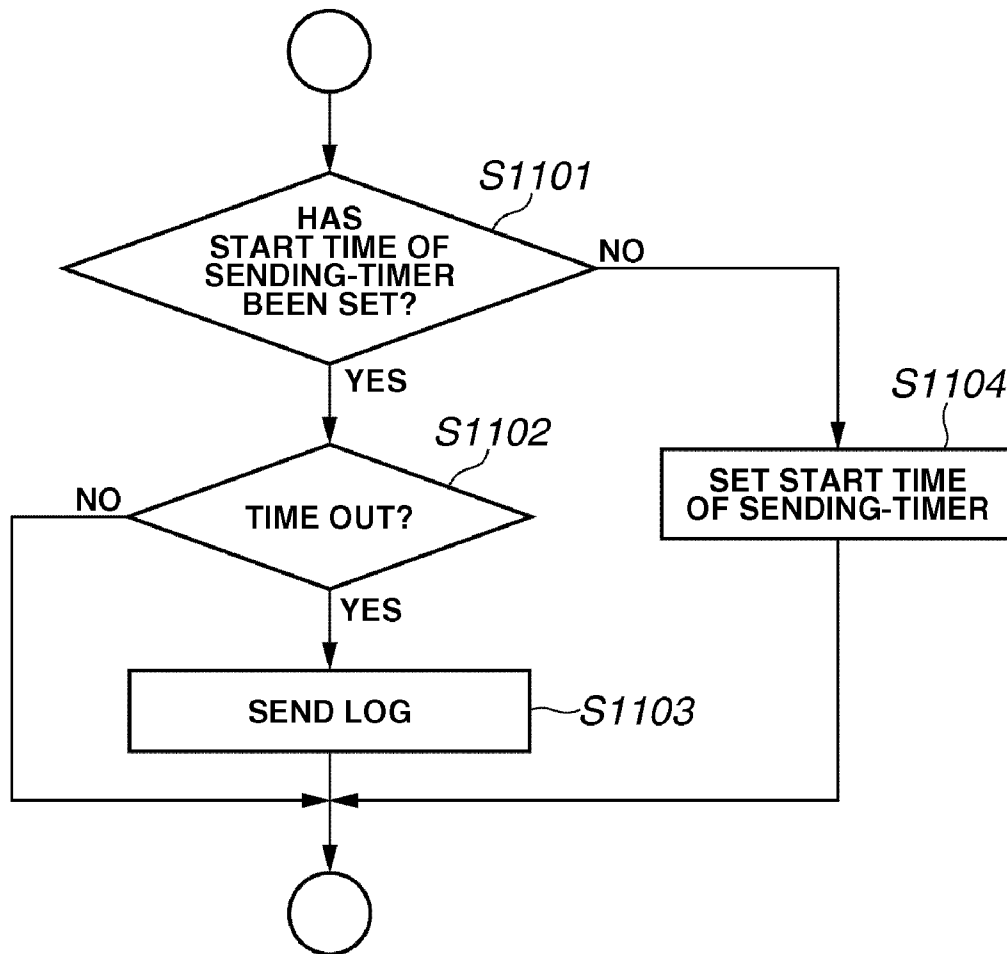 S1101
HAS
START TIME OF
SENDING-TIMER
BEEN SET?
NO
YES
S1104
SET START TIME
OF SENDING-TIMER
S1102
NO
TIME OUT?
YES
SEND LOG
S1103